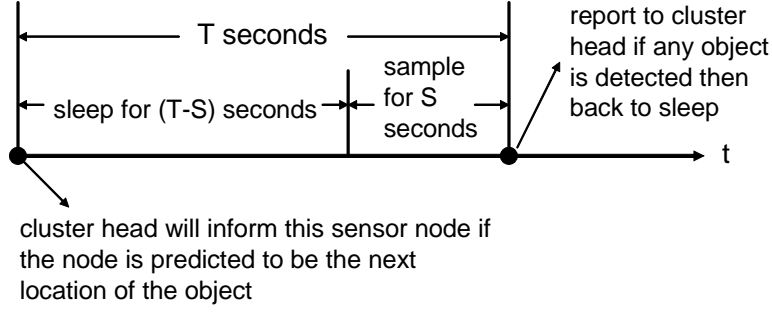 T seconds
sleep for (T-S) seconds
sample
for S
seconds
report to cluster
head if any object
is detected then
back to sleep
t
cluster head will inform this sensor node if
the node is predicted to be the next
location of the object